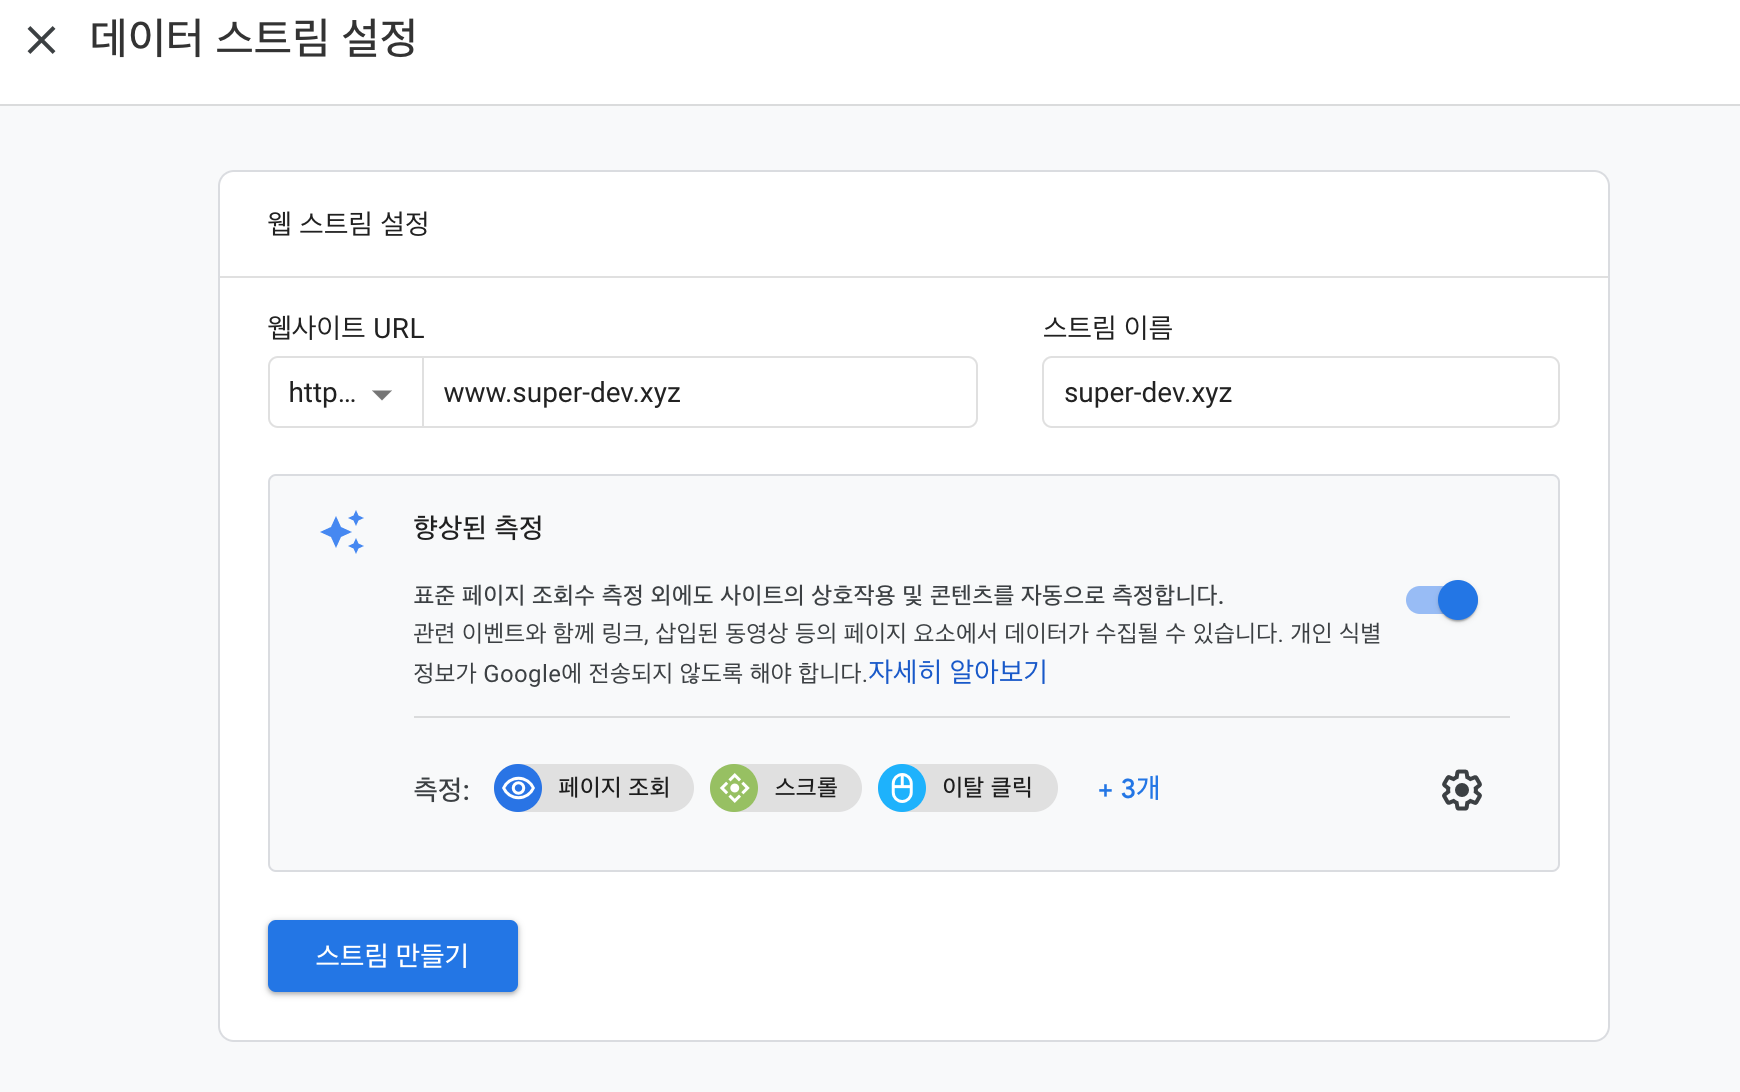 데이터 스트림 설정
웹 스트림 설정
웹사이트 URL
스트림 이름
http...
www.super-dev.xyz
super-dev.xyz
향상된 측정
표준 페이지 조회수 측정 외에도 사이트의 상호작용 및 콘텐츠를 자동으로 측정합니다.
관련 이벤트와 함께 링크, 삽입된 동영상 등의 페이지 요소에서 데이터가 수집될 수 있습니다. 개인 식별
정보가 Google에 전송되지 않도록 해야 합니다.자세히 알아보기
측정: 페이지 조회 스크롤 이탈 클릭 + 3개
스트림 만들기